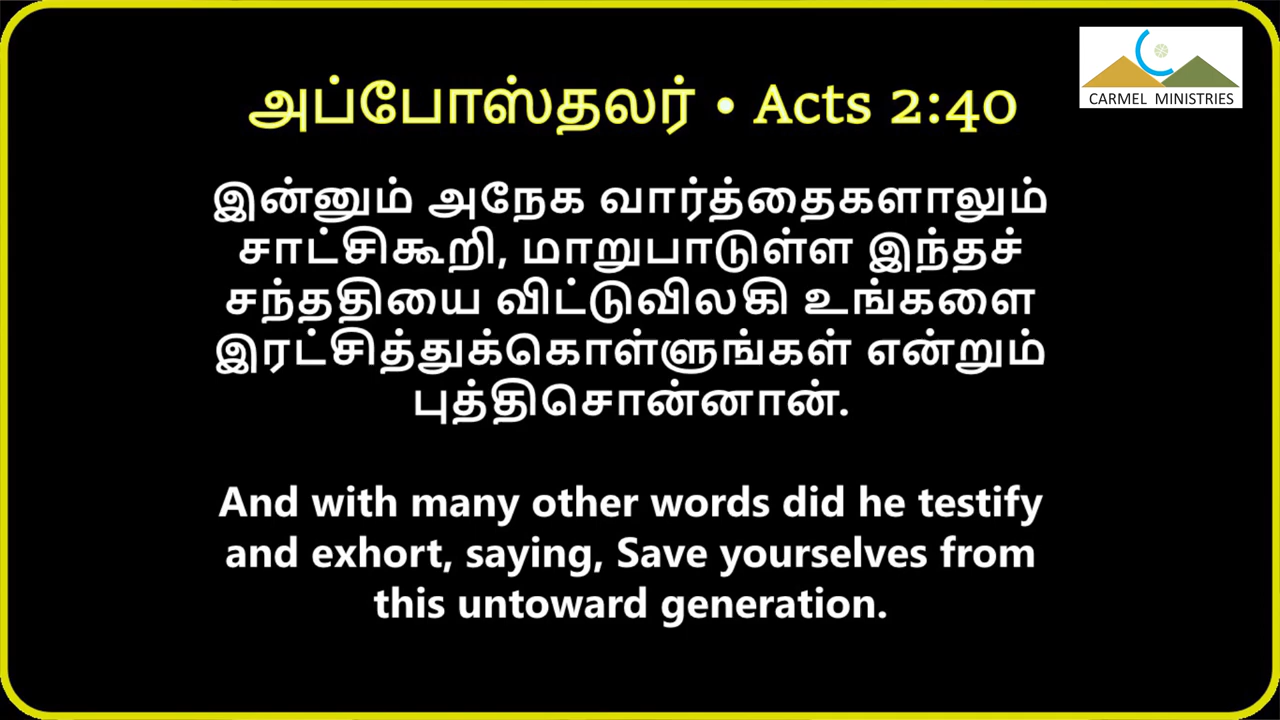 CARMEL MINISTRIES
அப்போஸ்தலர் • Acts 2:40
இன்னும் அநேக வார்த்தைகளாலும்
சாட்சிகூறி, மாறுபாடுள்ள இந்தச்
சந்ததியை விட்டுவிலகி உங்களை
இரட்சித்துக்கொள்ளுங்கள் என்றும்
புத்திசொன்னான்.
And with many other words did he testify
and exhort, saying, Save yourselves from
this untoward generation.